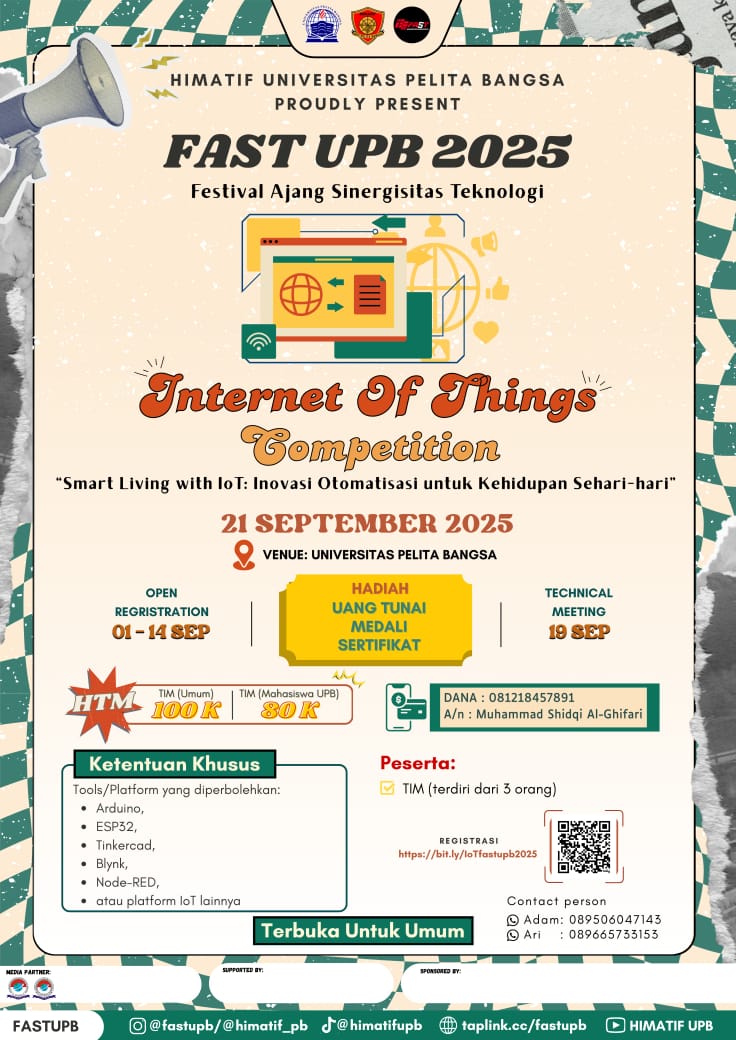 HIMATIF UNIVERSITAS PELITA BANGSA
PROUDLY PRESENT
FAST UPB 2025
Festival Ajang Sinergisitas Teknologi
Internet Of Things
Competition
“Smart Living with IoT: Inovasi Otomatisasi untuk Kehidupan Sehari-hari”
21 SEPTEMBER 2025
VENUE: UNIVERSITAS PELITA BANGSA
OPEN
REGRISTRATION
01 - 14 SEP
HADIAH
UANG TUNAI
MEDALI
SERTIFIKAT
TECHNICAL
MEETING
19 SEP
HTM
TIM (Umum)
100 K
TIM (Mahasiswa UPB)
80 K
DANA : 081218457891
A/n : Muhammad Shidqi Al-Ghifari
Ketentuan Khusus
Tools/Platform yang diperbolehkan:
• Arduino,
• ESP32,
• Tinkercad,
• Blynk,
• Node-RED,
• atau platform IoT lainnya
Peserta:
TIM (terdiri dari 3 orang)
REGISTRASI
https://bit.ly/IoTfastupb2025
Contact person
Adam: 089506047143
Ari : 089665733153
Terbuka Untuk Umum
MEDIA PARTNER:
SUPPORTED BY:
SPONSORED BY:
FASTUPB
@fastupb/@himatif_pb
@himatifupb
taplink.cc/fastupb
HIMATIF UPB